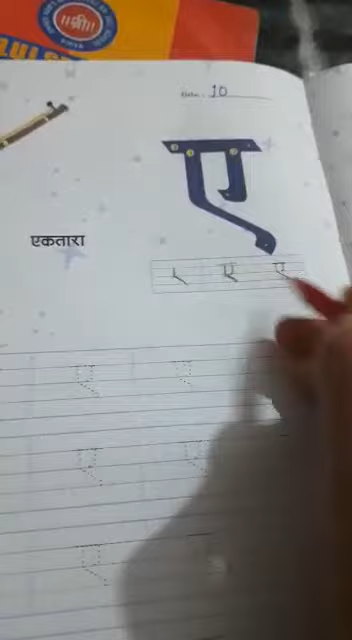 ॥श्री॥
Date: 10
ए
एकतारा
ए ए
ए ए
ए ए
ए